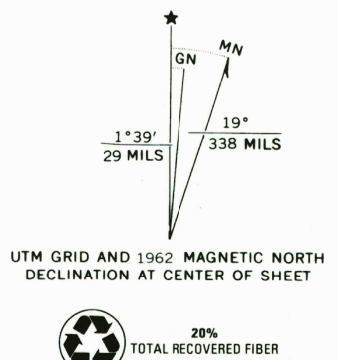 MN
GN
1°39′
29 MILS
19°
338 MILS
UTM GRID AND 1962 MAGNETIC NORTH
DECLINATION AT CENTER OF SHEET
20%
TOTAL RECOVERED FIBER